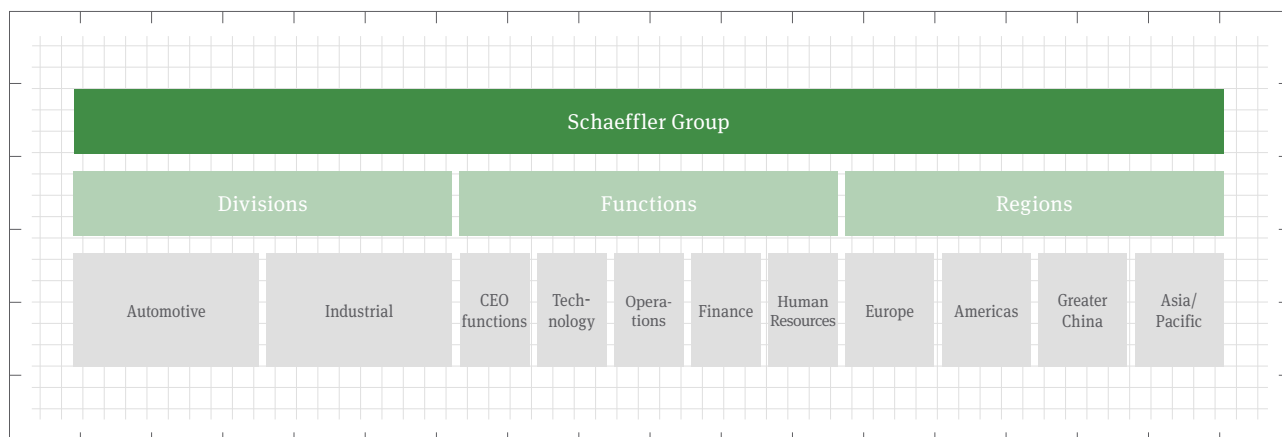 Schaeffler Group
Divisions
Functions
Regions
Automotive
Industrial
CEO
functions
Tech-
nology
Opera-
tions
Finance
Human
Resources
Europe
Americas
Greater
China
Asia/
Pacific